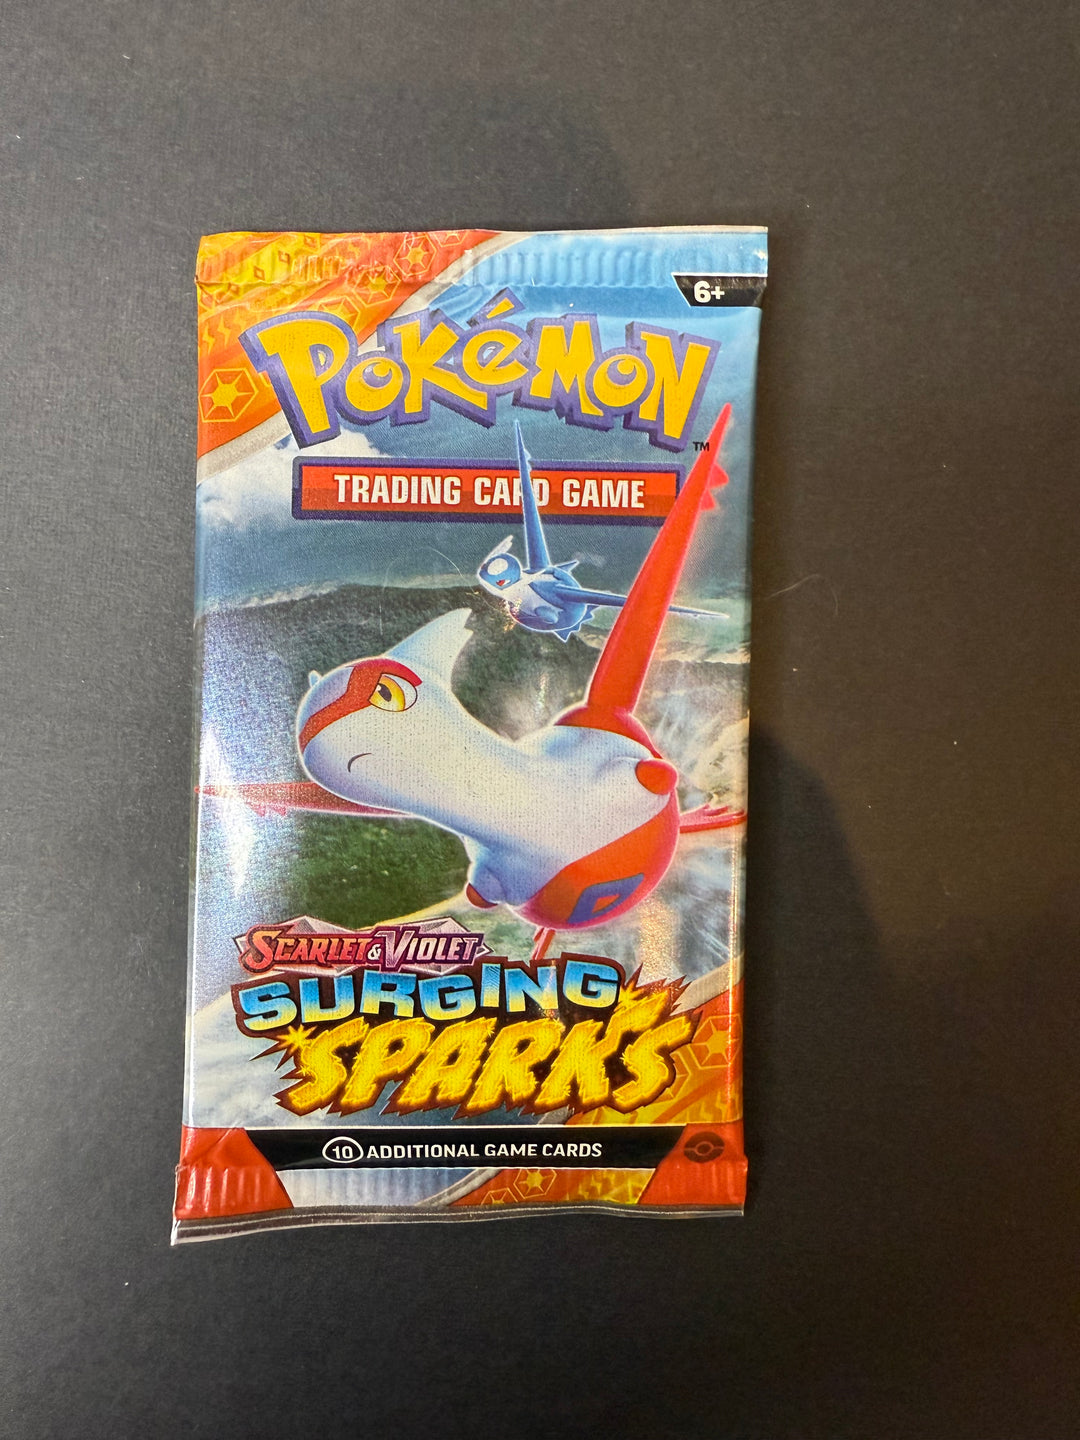 6+
POKéMON
TM
TRADING CARD GAME
SCARLET & VIOLET
SURGING
SPARKS
10 ADDITIONAL GAME CARDS